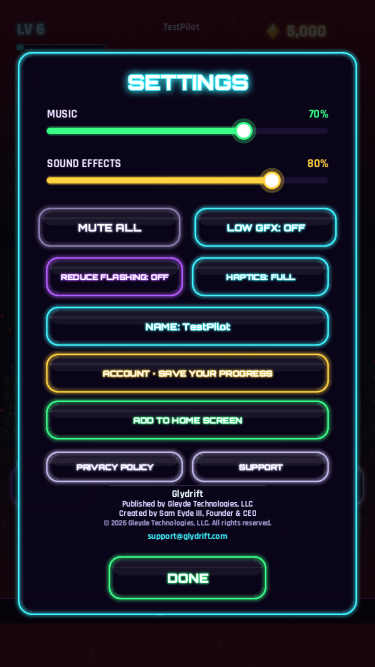 LV 6
TestPilot
5,000
SETTINGS
MUSIC
70%
SOUND EFFECTS
80%
MUTE ALL
LOW GFX: OFF
REDUCE FLASHING: OFF
HAPTICS: FULL
NAME: TestPilot
ACCOUNT • SAVE YOUR PROGRESS
ADD TO HOME SCREEN
PRIVACY POLICY
SUPPORT
Glydrift
Published by Gleyde Technologies, LLC
Created by Sam Eyde III, Founder & CEO
© 2026 Gleyde Technologies, LLC. All rights reserved.
support@glydrift.com
DONE